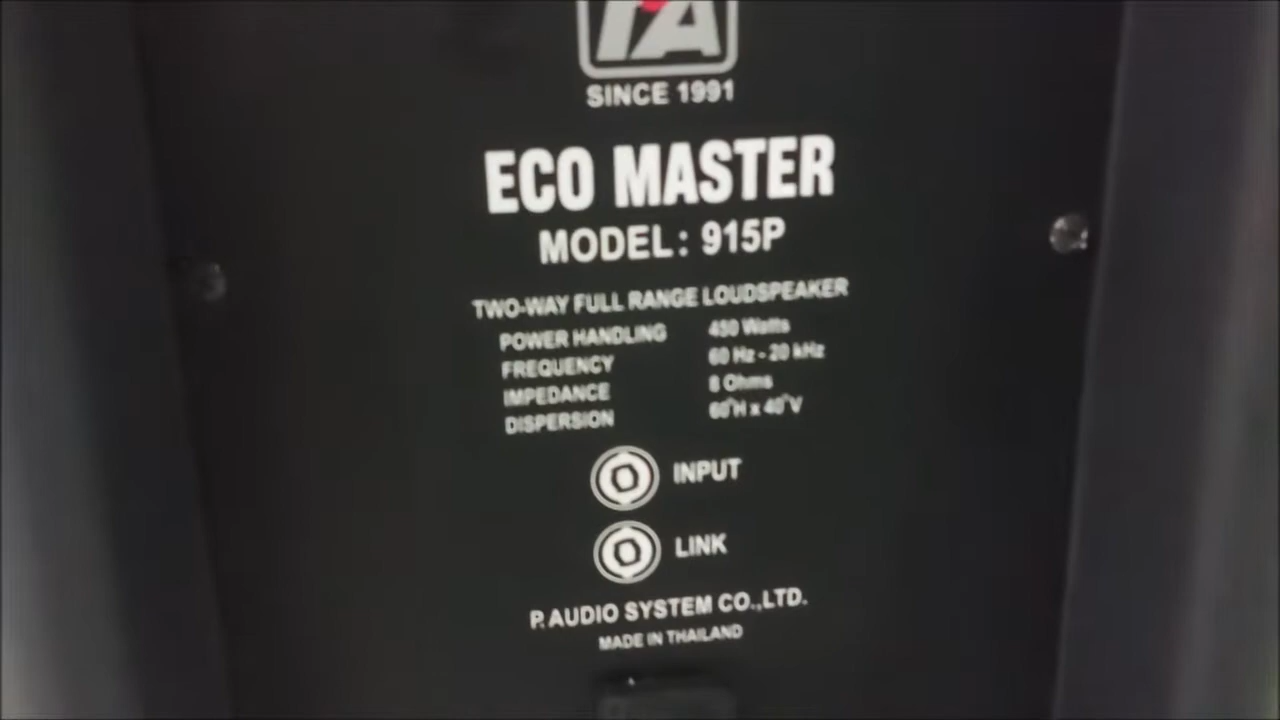 SINCE 1991
ECO MASTER
MODEL: 915P
TWO-WAY FULL RANGE LOUDSPEAKER
POWER HANDLING 450 Watts
FREQUENCY 60 Hz - 20 kHz
IMPEDANCE 8 Ohms
DISPERSION 60°H x 40°V
INPUT
LINK
P. AUDIO SYSTEM CO.,LTD.
MADE IN THAILAND